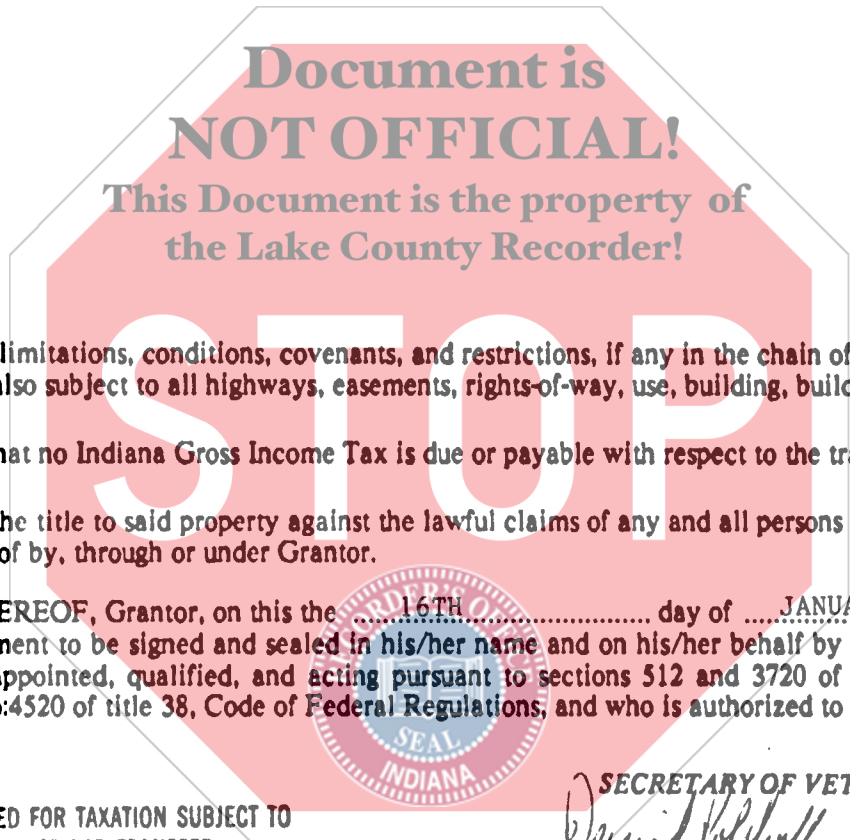 Document is
NOT OFFICIAL!
This Document is the property of
the Lake County Recorder!
STOP
limitations, conditions, covenants, and restrictions, if any in the chain of
also subject to all highways, easements, rights-of-way, use, building, build
hat no Indiana Gross Income Tax is due or payable with respect to the tra
he title to said property against the lawful claims of any and all persons
of by, through or under Grantor.
EREOF, Grantor, on this the ..... 16TH ........................ day of .... JANUA
ment to be signed and sealed in his/her name and on his/her behalf by
appointed, qualified, and acting pursuant to sections 512 and 3720 of
:4520 of title 38, Code of Federal Regulations, and who is authorized to
SEAL
INDIANA
SECRETARY OF VET
ED FOR TAXATION SUBJECT TO